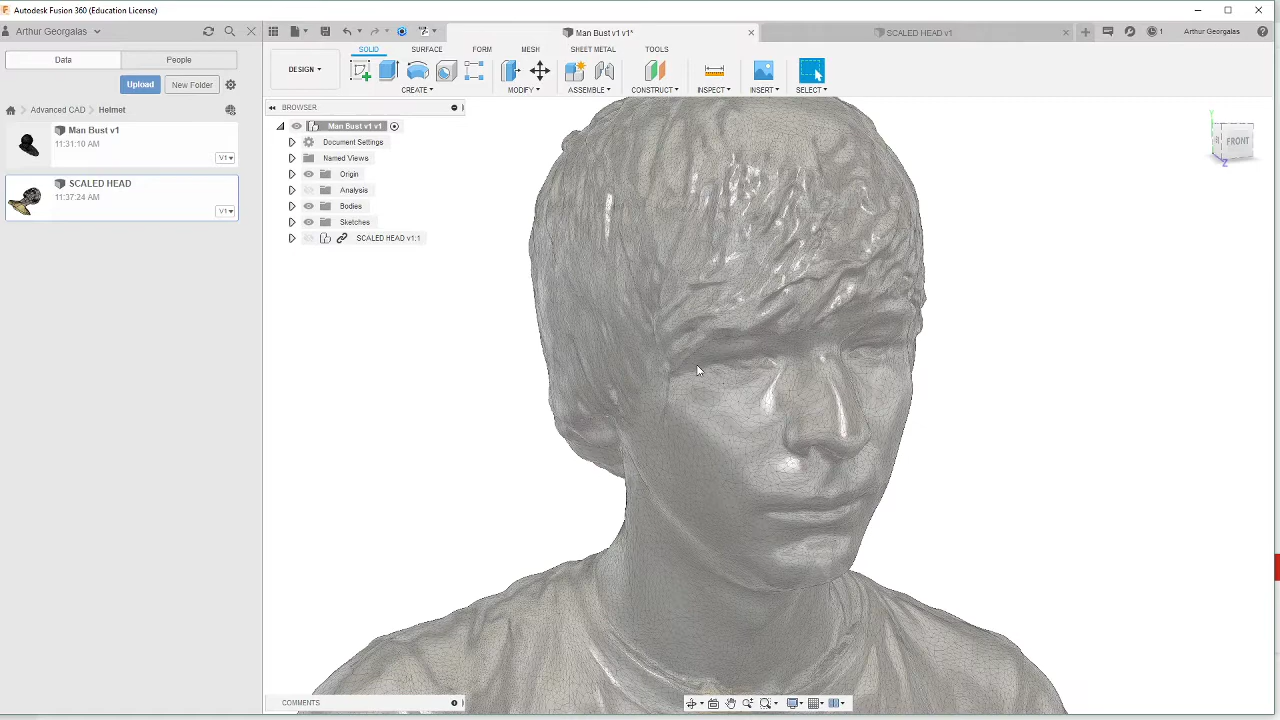 Autodesk Fusion 360 (Education License)
Arthur Georgalas
Man Bust v1 v1*
SCALED HEAD v1
1
Arthur Georgalas
Data
People
DESIGN
SOLID
SURFACE
FORM
MESH
SHEET METAL
TOOLS
CREATE
MODIFY
ASSEMBLE
CONSTRUCT
INSPECT
INSERT
SELECT
Upload
New Folder
Advanced CAD
Helmet
Man Bust v1
11:31:10 AM
V1
SCALED HEAD
11:37:24 AM
V1
BROWSER
Man Bust v1 v1
Document Settings
Named Views
Origin
Analysis
Bodies
Sketches
SCALED HEAD v1:1
Y
FRONT
Z
COMMENTS